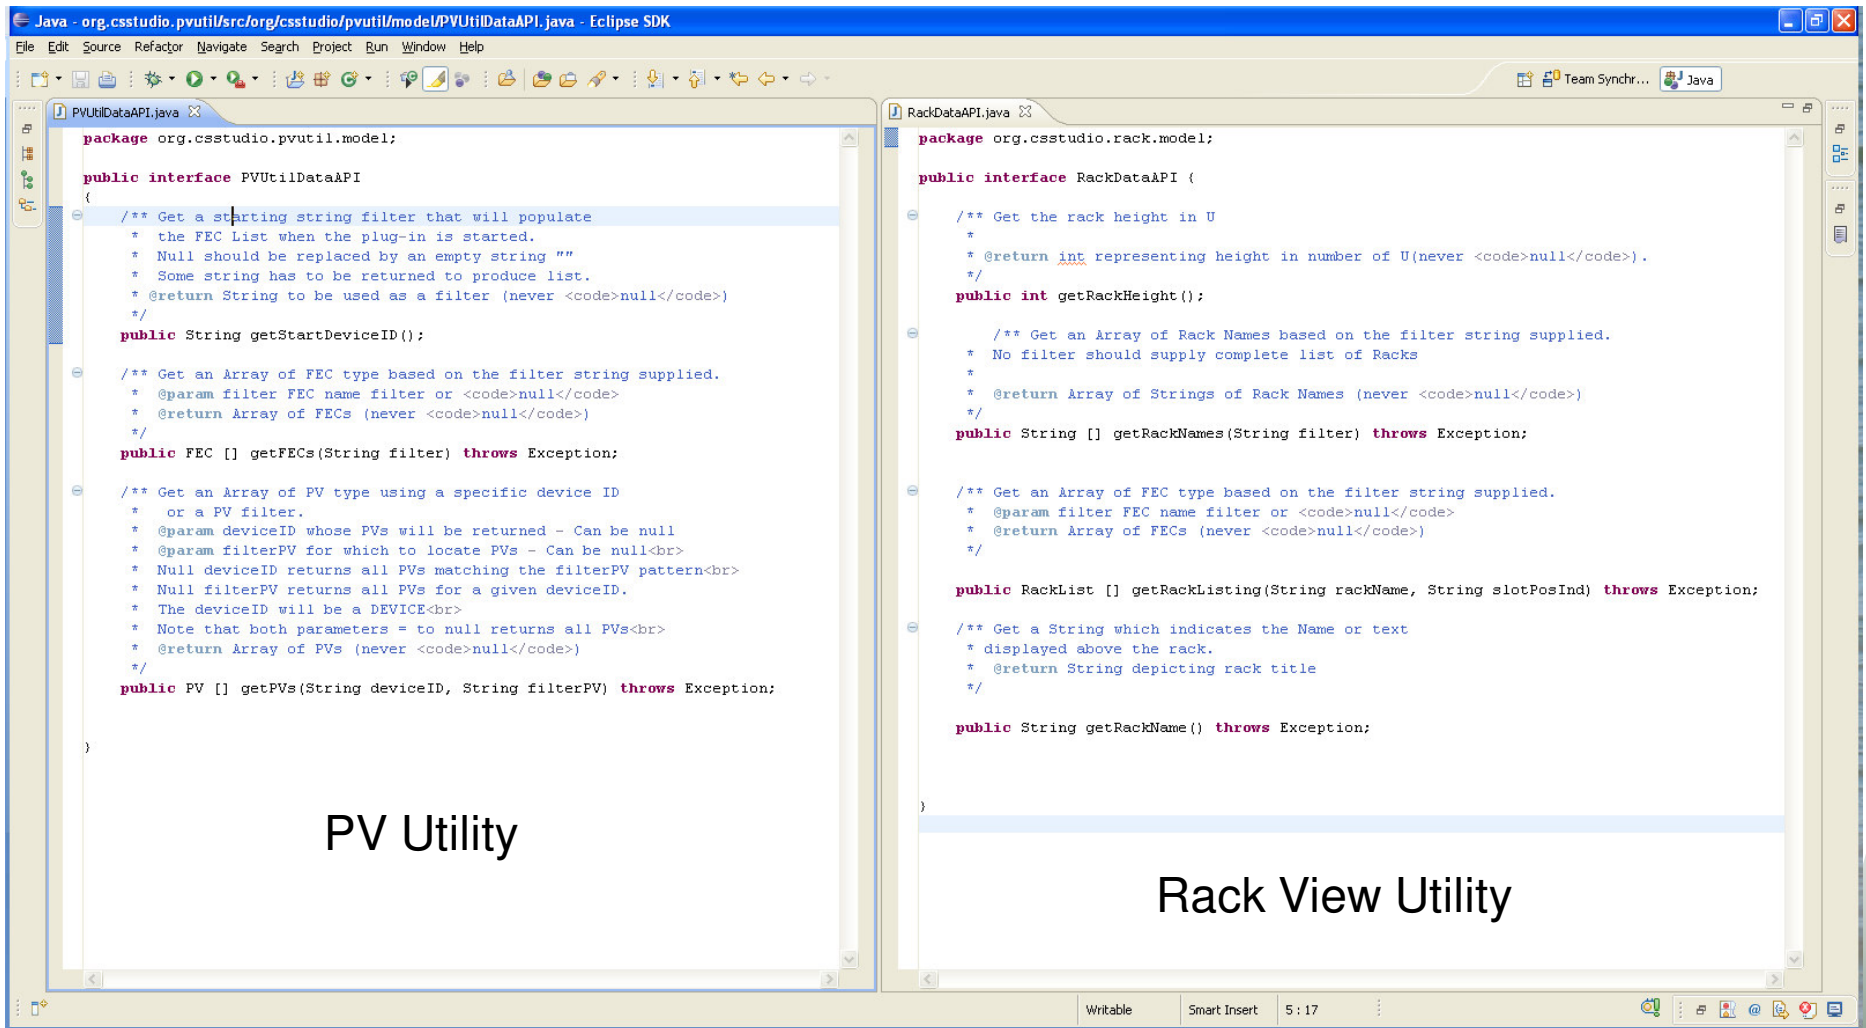 Java - org.csstudio.pvutil/src/org/csstudio/pvutil/model/PVUtilDataAPI.java - Eclipse SDK
File Edit Source Refactor Navigate Search Project Run Window Help
Team Synchr... Java
PVUtilDataAPI.java
package org.csstudio.pvutil.model;
public interface PVUtilDataAPI
{
/** Get a starting string filter that will populate
* the FEC List when the plug-in is started.
* Null should be replaced by an empty string ""
* Some string has to be returned to produce list.
* @return String to be used as a filter (never <code>null</code>)
*/
public String getStartDeviceID();
/** Get an Array of FEC type based on the filter string supplied.
* @param filter FEC name filter or <code>null</code>
* @return Array of FECs (never <code>null</code>)
*/
public FEC [] getFECs(String filter) throws Exception;
/** Get an Array of PV type using a specific device ID
* or a PV filter.
* @param deviceID whose PVs will be returned - Can be null
* @param filterPV for which to locate PVs - Can be null<br>
* Null deviceID returns all PVs matching the filterPV pattern<br>
* Null filterPV returns all PVs for a given deviceID.
* The deviceID will be a DEVICE<br>
* Note that both parameters = to null returns all PVs<br>
* @return Array of PVs (never <code>null</code>)
*/
public PV [] getPVs(String deviceID, String filterPV) throws Exception;
}
PV Utility
RackDataAPI.java
package org.csstudio.rack.model;
public interface RackDataAPI {
/** Get the rack height in U
*
* @return int representing height in number of U(never <code>null</code>).
*/
public int getRackHeight();
/** Get an Array of Rack Names based on the filter string supplied.
* No filter should supply complete list of Racks
*
* @return Array of Strings of Rack Names (never <code>null</code>)
*/
public String [] getRackNames(String filter) throws Exception;
/** Get an Array of FEC type based on the filter string supplied.
* @param filter FEC name filter or <code>null</code>
* @return Array of FECs (never <code>null</code>)
*/
public RackList [] getRackListing(String rackName, String slotPosInd) throws Exception;
/** Get a String which indicates the Name or text
* displayed above the rack.
* @return String depicting rack title
*/
public String getRackName() throws Exception;
}
Rack View Utility
Writable Smart Insert 5 : 17